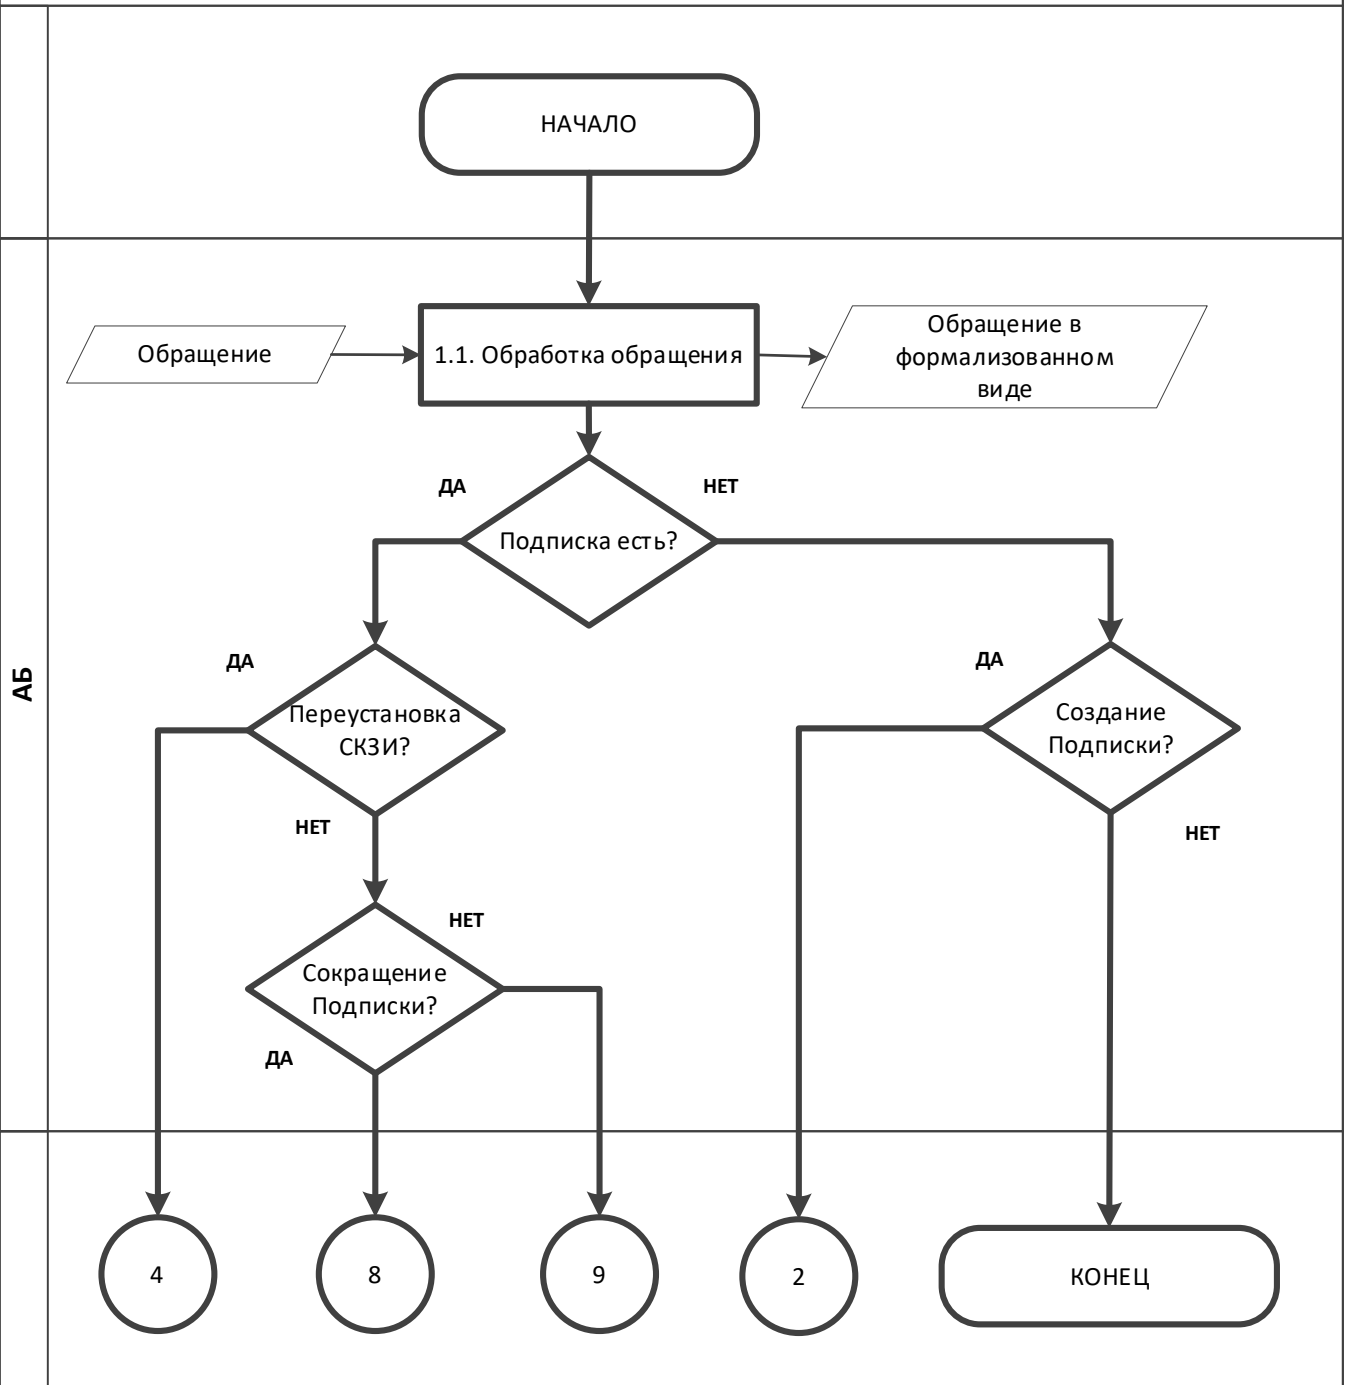 НАЧАЛО
Обращение
1.1. Обработка обращения
Обращение в
формализованном
виде
ДА
НЕТ
Подписка есть?
ДА
Переустановка
СКЗИ?
НЕТ
ДА
Создание
Подписки?
НЕТ
АБ
НЕТ
Сокращение
Подписки?
ДА
4
8
9
2
КОНЕЦ